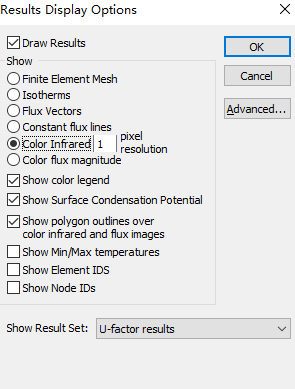 Results Display Options
Draw Results
OK
Show
Cancel
Finite Element Mesh
Isotherms
Advanced...
Flux Vectors
Constant flux lines
Color Infrared 1 pixel resolution
Color flux magnitude
Show color legend
Show Surface Condensation Potential
Show polygon outlines over
color infrared and flux images
Show Min/Max temperatures
Show Element IDS
Show Node IDs
Show Result Set: U-factor results